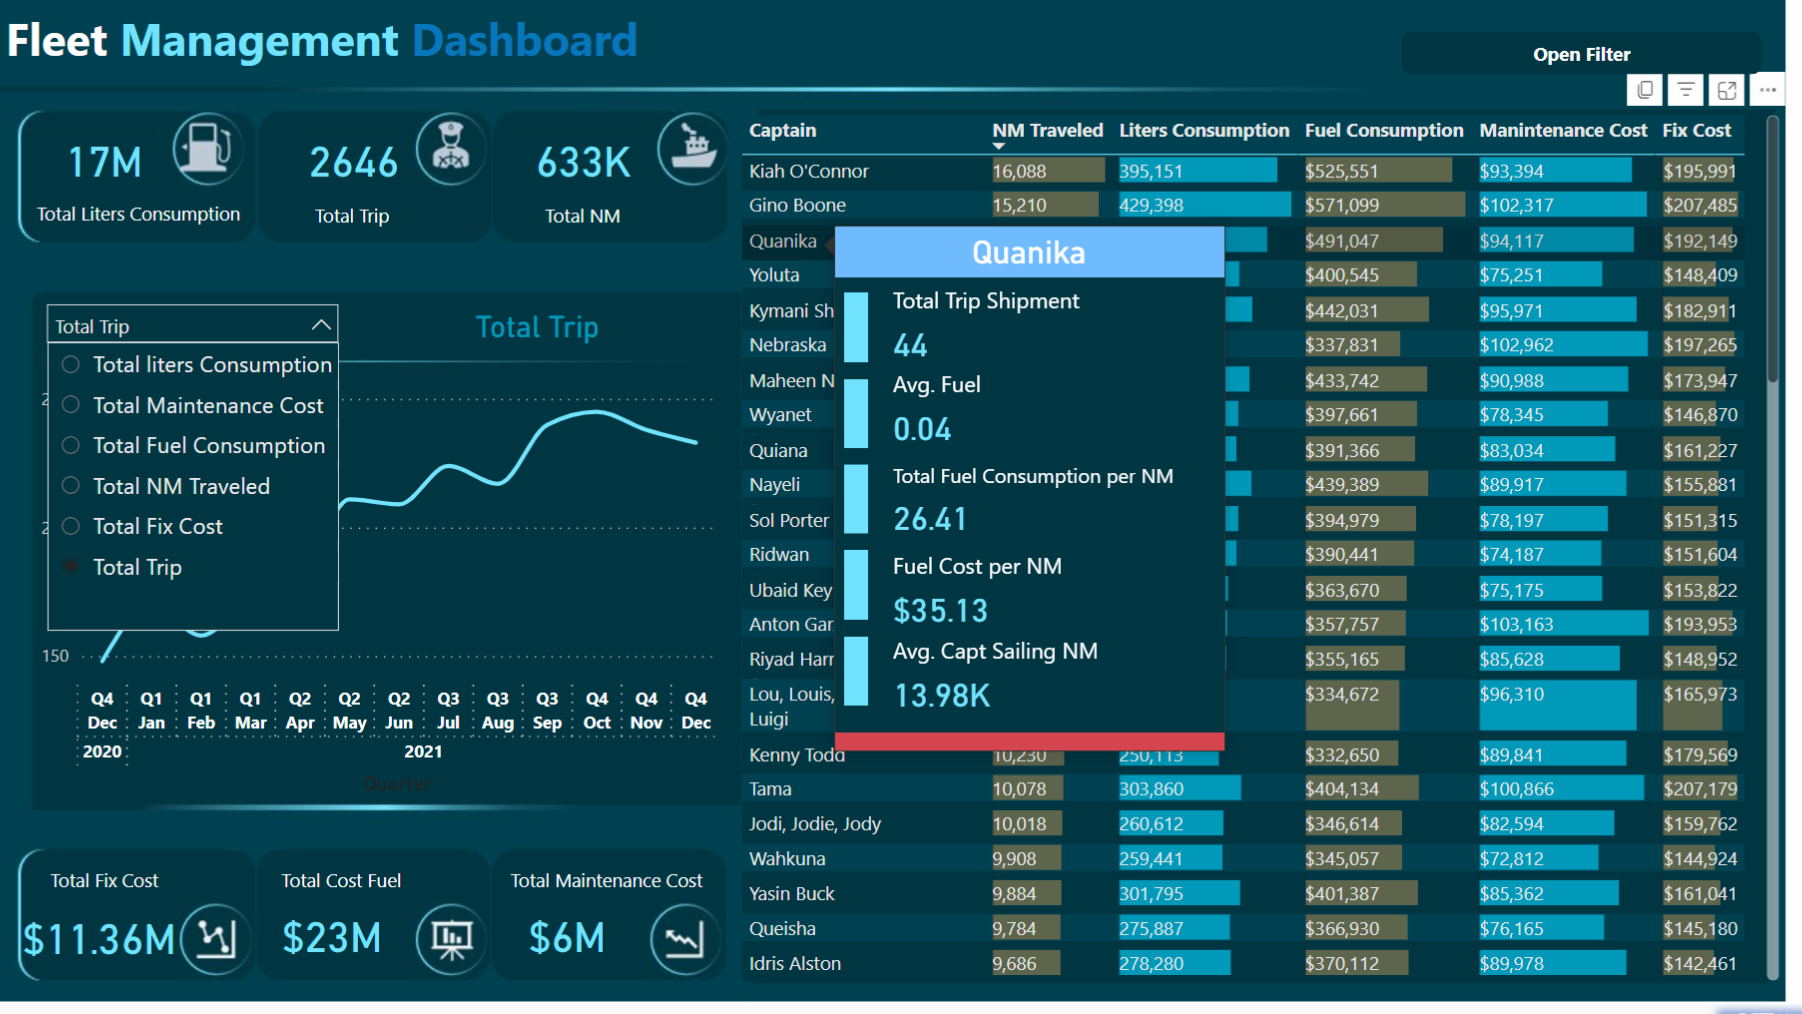 Fleet Management Dashboard
Open Filter
17M
Total Liters Consumption
2646
Total Trip
633K
Total NM
Total Trip
Total Trip
Total liters Consumption
Total Maintenance Cost
Total Fuel Consumption
Total NM Traveled
Total Fix Cost
Total Trip
2
2
150
Q4 Q1 Q1 Q1 Q2 Q2 Q2 Q3 Q3 Q3 Q4 Q4 Q4
Dec Jan Feb Mar Apr May Jun Jul Aug Sep Oct Nov Dec
2020 2021
Quarter
Total Fix Cost
$11.36M
Total Cost Fuel
$23M
Total Maintenance Cost
$6M
Captain NM Traveled Liters Consumption Fuel Consumption Manintenance Cost Fix Cost
Kiah O'Connor 16,088 395,151 $525,551 $93,394 $195,991
Gino Boone 15,210 429,398 $571,099 $102,317 $207,485
Quanika $491,047 $94,117 $192,149
Yoluta $400,545 $75,251 $148,409
Kymani Sh $442,031 $95,971 $182,911
Nebraska $337,831 $102,962 $197,265
Maheen N $433,742 $90,988 $173,947
Wyanet $397,661 $78,345 $146,870
Quiana $391,366 $83,034 $161,227
Nayeli $439,389 $89,917 $155,881
Sol Porter $394,979 $78,197 $151,315
Ridwan $390,441 $74,187 $151,604
Ubaid Key $363,670 $75,175 $153,822
Anton Gar $357,757 $103,163 $193,953
Riyad Harr $355,165 $85,628 $148,952
Lou, Louis, $334,672 $96,310 $165,973
Luigi
Kenny Todd 10,230 250,113 $332,650 $89,841 $179,569
Tama 10,078 303,860 $404,134 $100,866 $207,179
Jodi, Jodie, Jody 10,018 260,612 $346,614 $82,594 $159,762
Wahkuna 9,908 259,441 $345,057 $72,812 $144,924
Yasin Buck 9,884 301,795 $401,387 $85,362 $161,041
Queisha 9,784 275,887 $366,930 $76,165 $145,180
Idris Alston 9,686 278,280 $370,112 $89,978 $142,461
Quanika
Total Trip Shipment
44
Avg. Fuel
0.04
Total Fuel Consumption per NM
26.41
Fuel Cost per NM
$35.13
Avg. Capt Sailing NM
13.98K